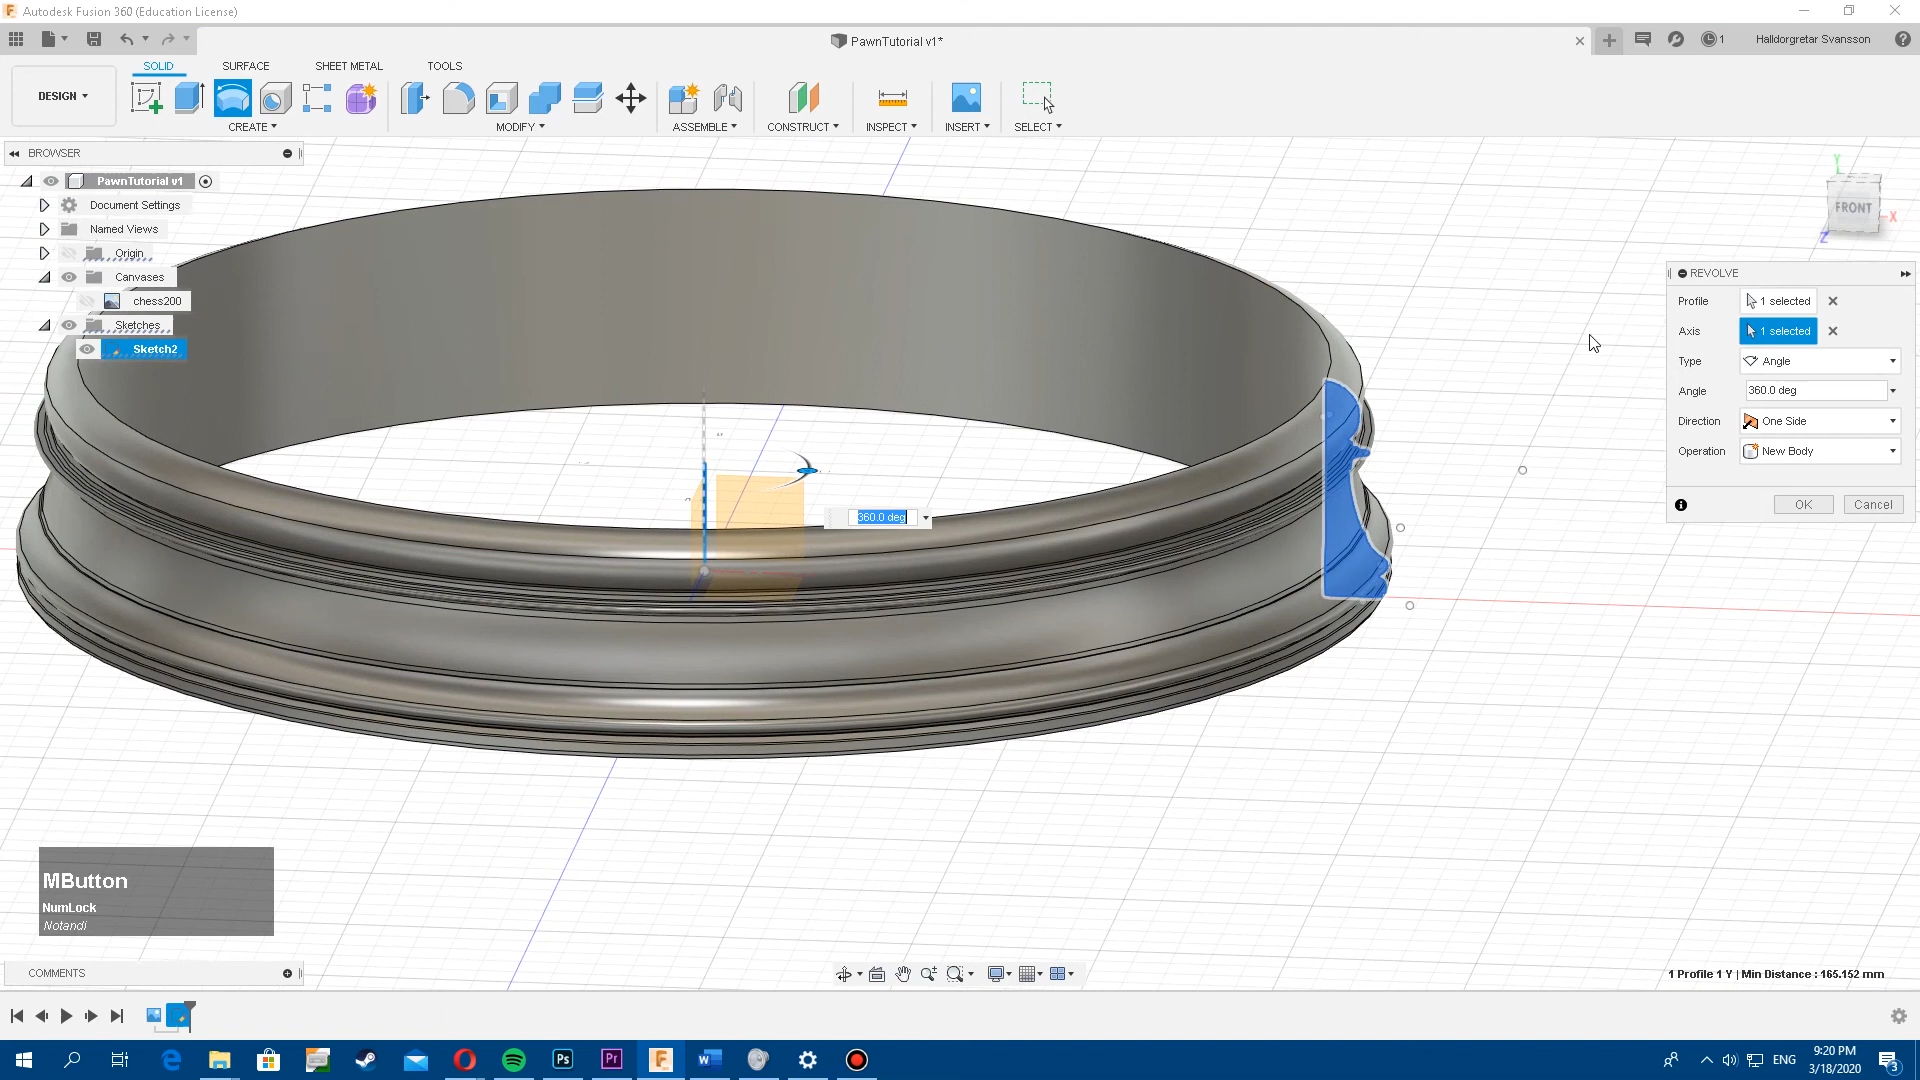 Autodesk Fusion 360 (Education License)
PawnTutorial v1*
1
Halldorgretar Svansson
SOLID SURFACE SHEET METAL TOOLS
DESIGN
CREATE MODIFY ASSEMBLE CONSTRUCT INSPECT INSERT SELECT
BROWSER
PawnTutorial v1
Document Settings
Named Views
Origin
Canvases
chess200
Sketches
Sketch2
Y
FRONT
X
Z
REVOLVE
Profile 1 selected
Axis 1 selected
Type Angle
Angle 360.0 deg
Direction One Side
Operation New Body
OK Cancel
360.0 deg
MButton
NumLock
Notandi
COMMENTS
1 Profile 1 Y | Min Distance : 165.152 mm
Ps Pr F W
ENG
9:20 PM
3/18/2020
3